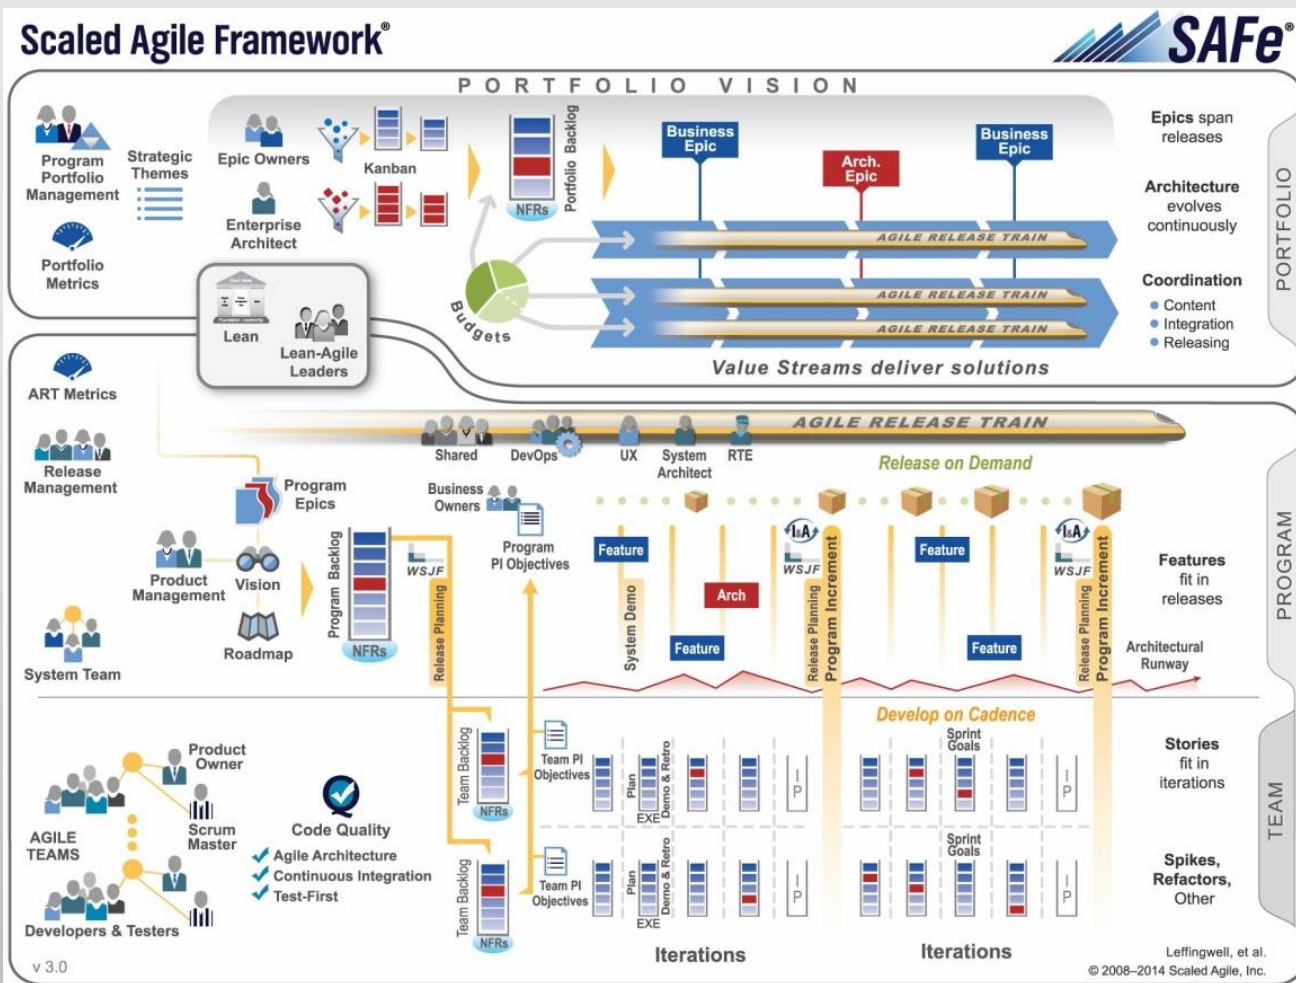 Scaled Agile Framework®
SAFe®
PORTFOLIO VISION
Program
Portfolio
Management
Strategic
Themes
Portfolio
Metrics
Epic Owners
Enterprise
Architect
Kanban
Portfolio Backlog
NFRs
Budgets
Business
Epic
Arch.
Epic
Business
Epic
AGILE RELEASE TRAIN
AGILE RELEASE TRAIN
AGILE RELEASE TRAIN
Value Streams deliver solutions
Epics span
releases
Architecture
evolves
continuously
Coordination
Content
Integration
Releasing
PORTFOLIO
Lean
Lean-Agile
Leaders
ART Metrics
Release
Management
Program
Epics
Product
Management
Vision
Roadmap
System Team
Program Backlog
NFRs
WSJF
Release Planning
AGILE RELEASE TRAIN
Shared
DevOps
UX
System
Architect
RTE
Release on Demand
Business
Owners
Program
PI Objectives
Feature
System Demo
Feature
Arch
I&A
WSJF
Release Planning
Program Increment
Feature
Feature
I&A
WSJF
Release Planning
Program Increment
Features
fit in
releases
Architectural
Runway
PROGRAM
Develop on Cadence
AGILE
TEAMS
Product
Owner
Scrum
Master
Developers & Testers
Code Quality
Agile Architecture
Continuous Integration
Test-First
Team Backlog
NFRs
Team PI
Objectives
Plan
EXE
Demo & Retro
I
P
Sprint
Goals
I
P
Team Backlog
NFRs
Team PI
Objectives
Plan
EXE
Demo & Retro
I
P
Sprint
Goals
I
P
Iterations
Iterations
Stories
fit in
iterations
Spikes,
Refactors,
Other
TEAM
v 3.0
Leffingwell, et al.
© 2008–2014 Scaled Agile, Inc.